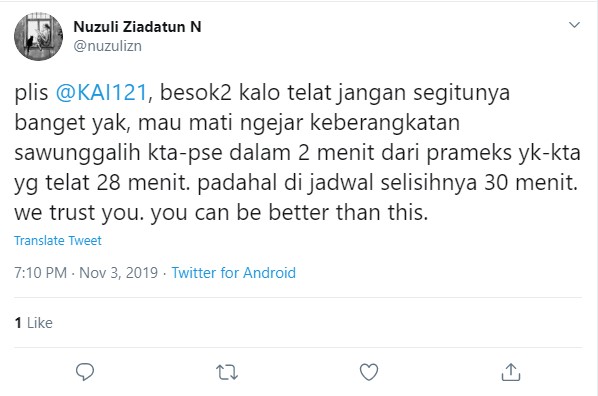 Nuzuli Ziadatun N
@nuzulizn
plis @KAI121, besok2 kalo telat jangan segitunya
banget yak, mau mati ngejar keberangkatan
sawunggalih kta-pse dalam 2 menit dari prameks yk-kta
yg telat 28 menit. padahal di jadwal selisihnya 30 menit.
we trust you. you can be better than this.
Translate Tweet
7:10 PM · Nov 3, 2019 · Twitter for Android
1 Like